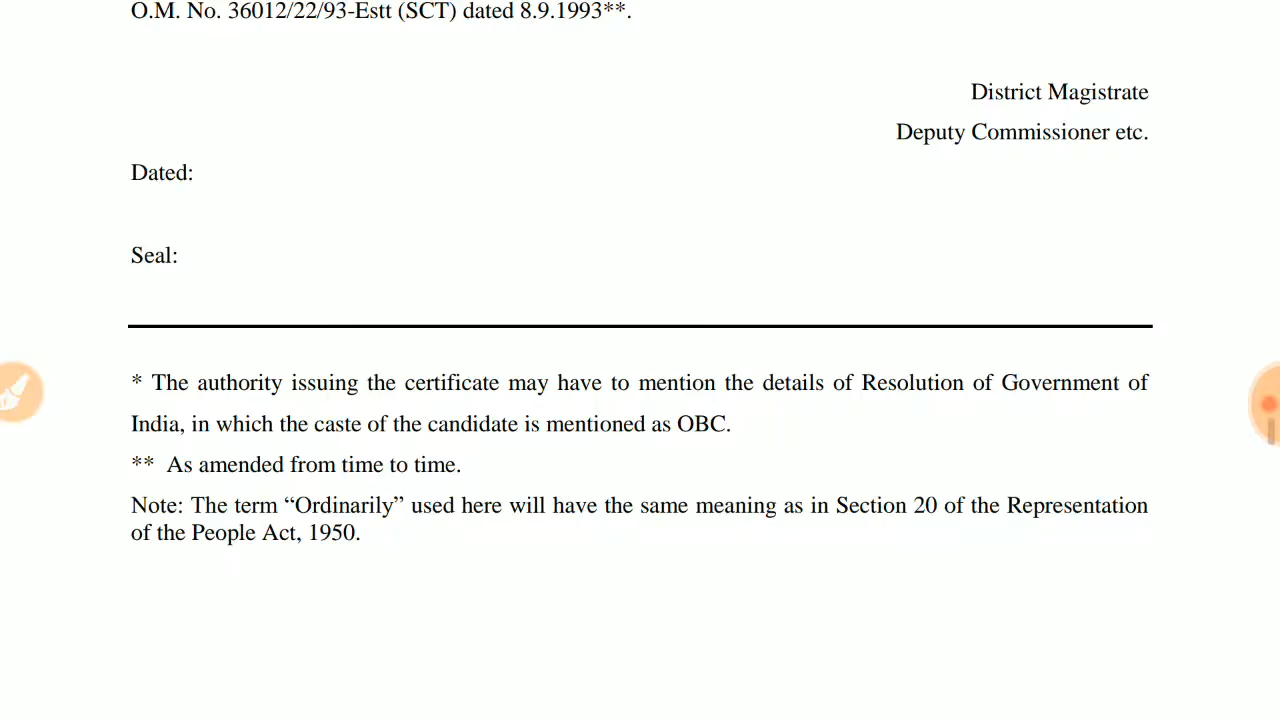 O.M. No. 36012/22/93-Estt (SCT) dated 8.9.1993**.
District Magistrate
Deputy Commissioner etc.
Dated:
Seal:
* The authority issuing the certificate may have to mention the details of Resolution of Government of
India, in which the caste of the candidate is mentioned as OBC.
** As amended from time to time.
Note: The term “Ordinarily” used here will have the same meaning as in Section 20 of the Representation
of the People Act, 1950.